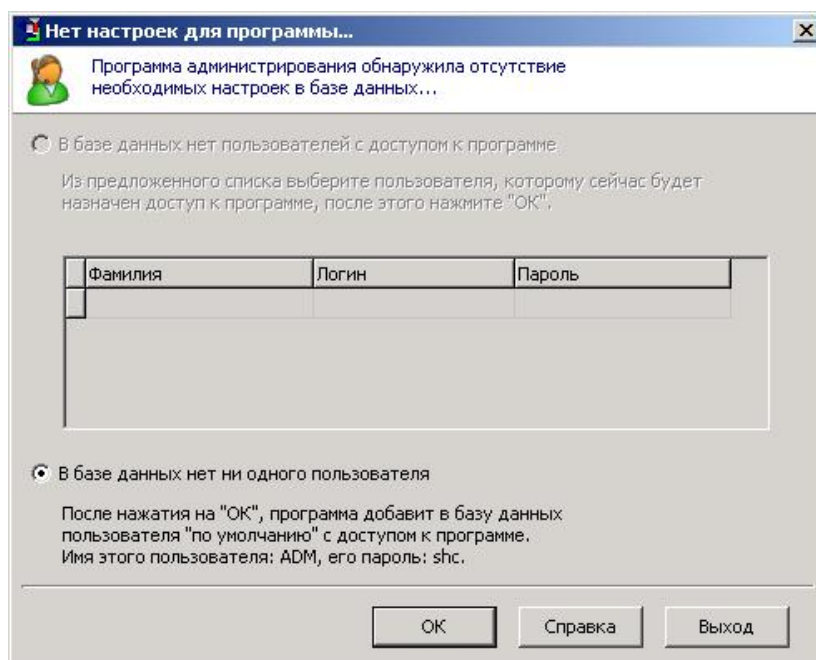 Нет настроек для программы...
Программа администрирования обнаружила отсутствие
необходимых настроек в базе данных...
В базе данных нет пользователей с доступом к программе
Из предложенного списка выберите пользователя, которому сейчас будет
назначен доступ к программе, после этого нажмите "ОК".
Фамилия Логин Пароль
В базе данных нет ни одного пользователя
После нажатия на "ОК", программа добавит в базу данных
пользователя "по умолчанию" с доступом к программе.
Имя этого пользователя: ADM, его пароль: shc.
ОК Справка Выход